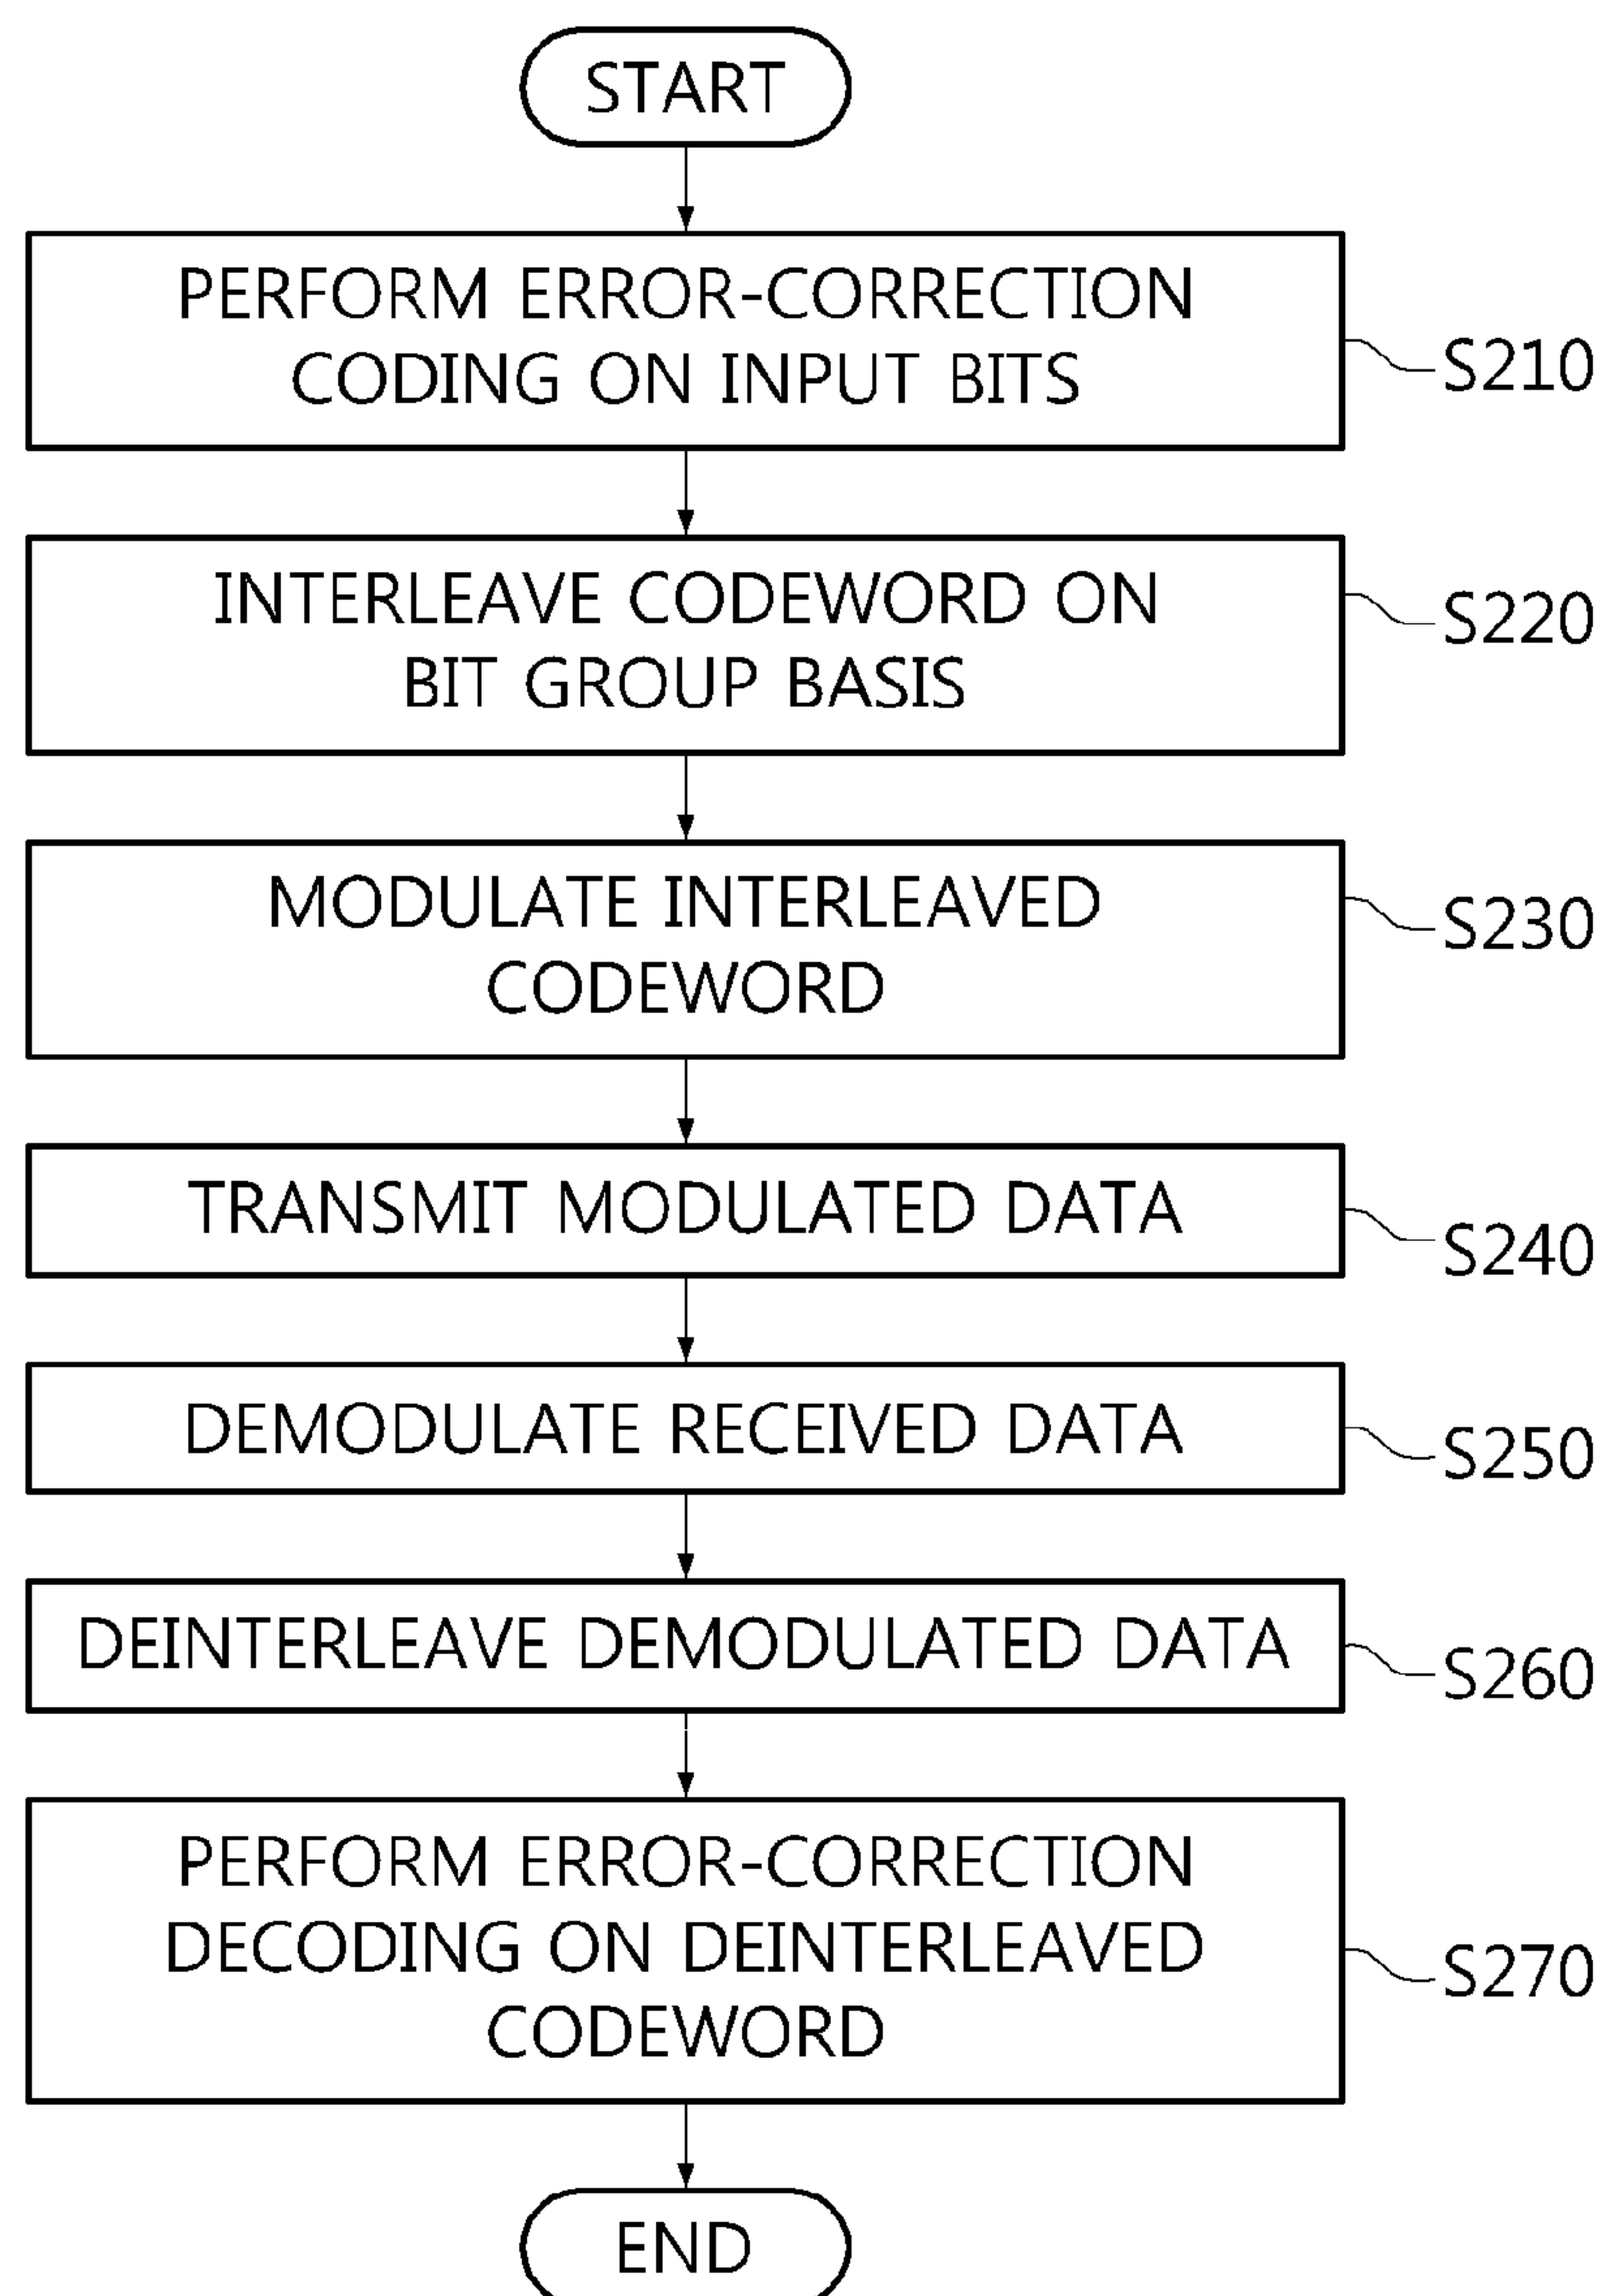 START
PERFORM ERROR-CORRECTION
CODING ON INPUT BITS
S210
INTERLEAVE CODEWORD ON
BIT GROUP BASIS
S220
MODULATE INTERLEAVED
CODEWORD
S230
TRANSMIT MODULATED DATA
S240
DEMODULATE RECEIVED DATA
S250
DEINTERLEAVE DEMODULATED DATA
S260
PERFORM ERROR-CORRECTION
DECODING ON DEINTERLEAVED
CODEWORD
S270
END